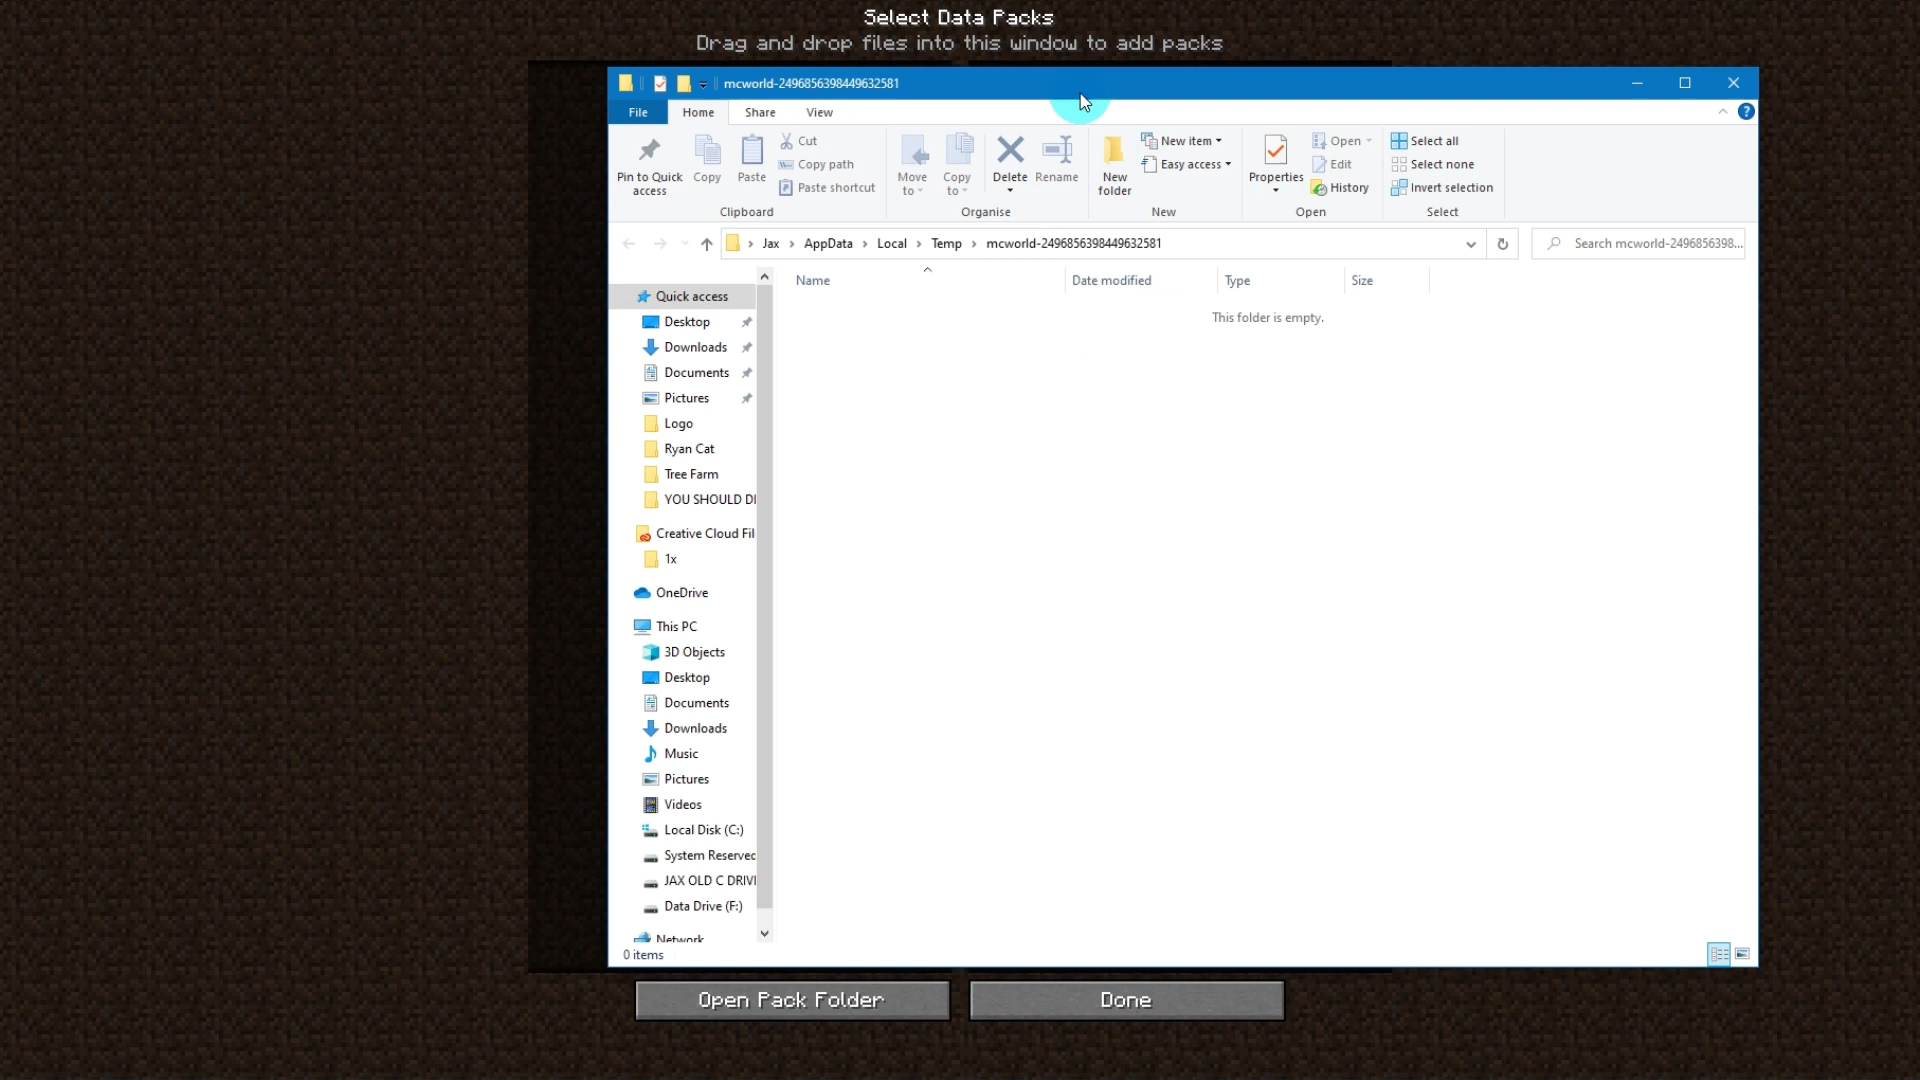 Select Data Packs
Drag and drop files into this window to add packs
mcworld-2496856398449632581
File Home Share View
Pin to Quick access
Copy
Paste
Cut
Copy path
Paste shortcut
Clipboard
Move to
Copy to
Delete
Rename
Organise
New folder
New item
Easy access
New
Properties
Open
Edit
History
Open
Select all
Select none
Invert selection
Select
Jax > AppData > Local > Temp > mcworld-2496856398449632581
Search mcworld-2496856398...
Name Date modified Type Size
This folder is empty.
Quick access
Desktop
Downloads
Documents
Pictures
Logo
Ryan Cat
Tree Farm
YOU SHOULD D
Creative Cloud Fil
1x
OneDrive
This PC
3D Objects
Desktop
Documents
Downloads
Music
Pictures
Videos
Local Disk (C:)
System Reserved
JAX OLD C DRIV
Data Drive (F:)
Network
0 items
Open Pack Folder
Done